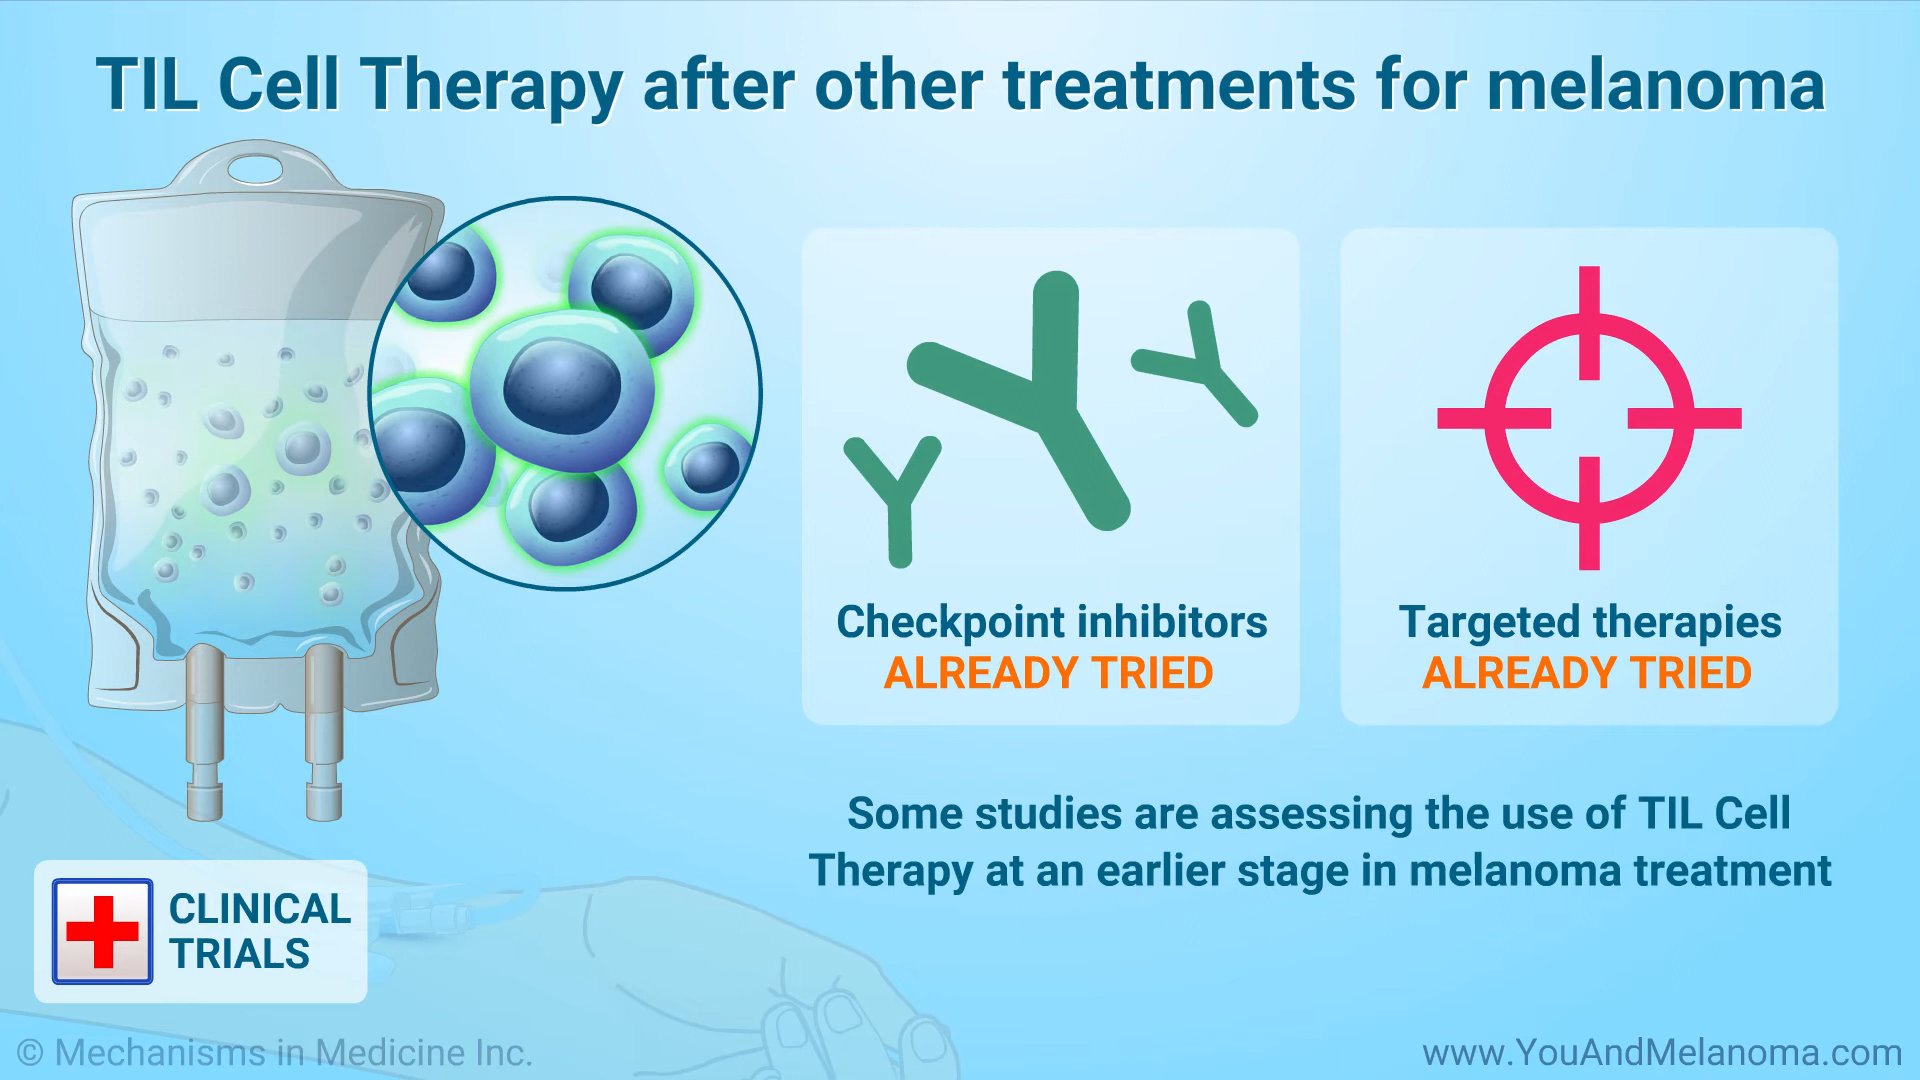 TIL Cell Therapy after other treatments for melanoma
Checkpoint inhibitors
ALREADY TRIED
Targeted therapies
ALREADY TRIED
Some studies are assessing the use of TIL Cell
Therapy at an earlier stage in melanoma treatment
CLINICAL
TRIALS
© Mechanisms in Medicine Inc.
www.YouAndMelanoma.com